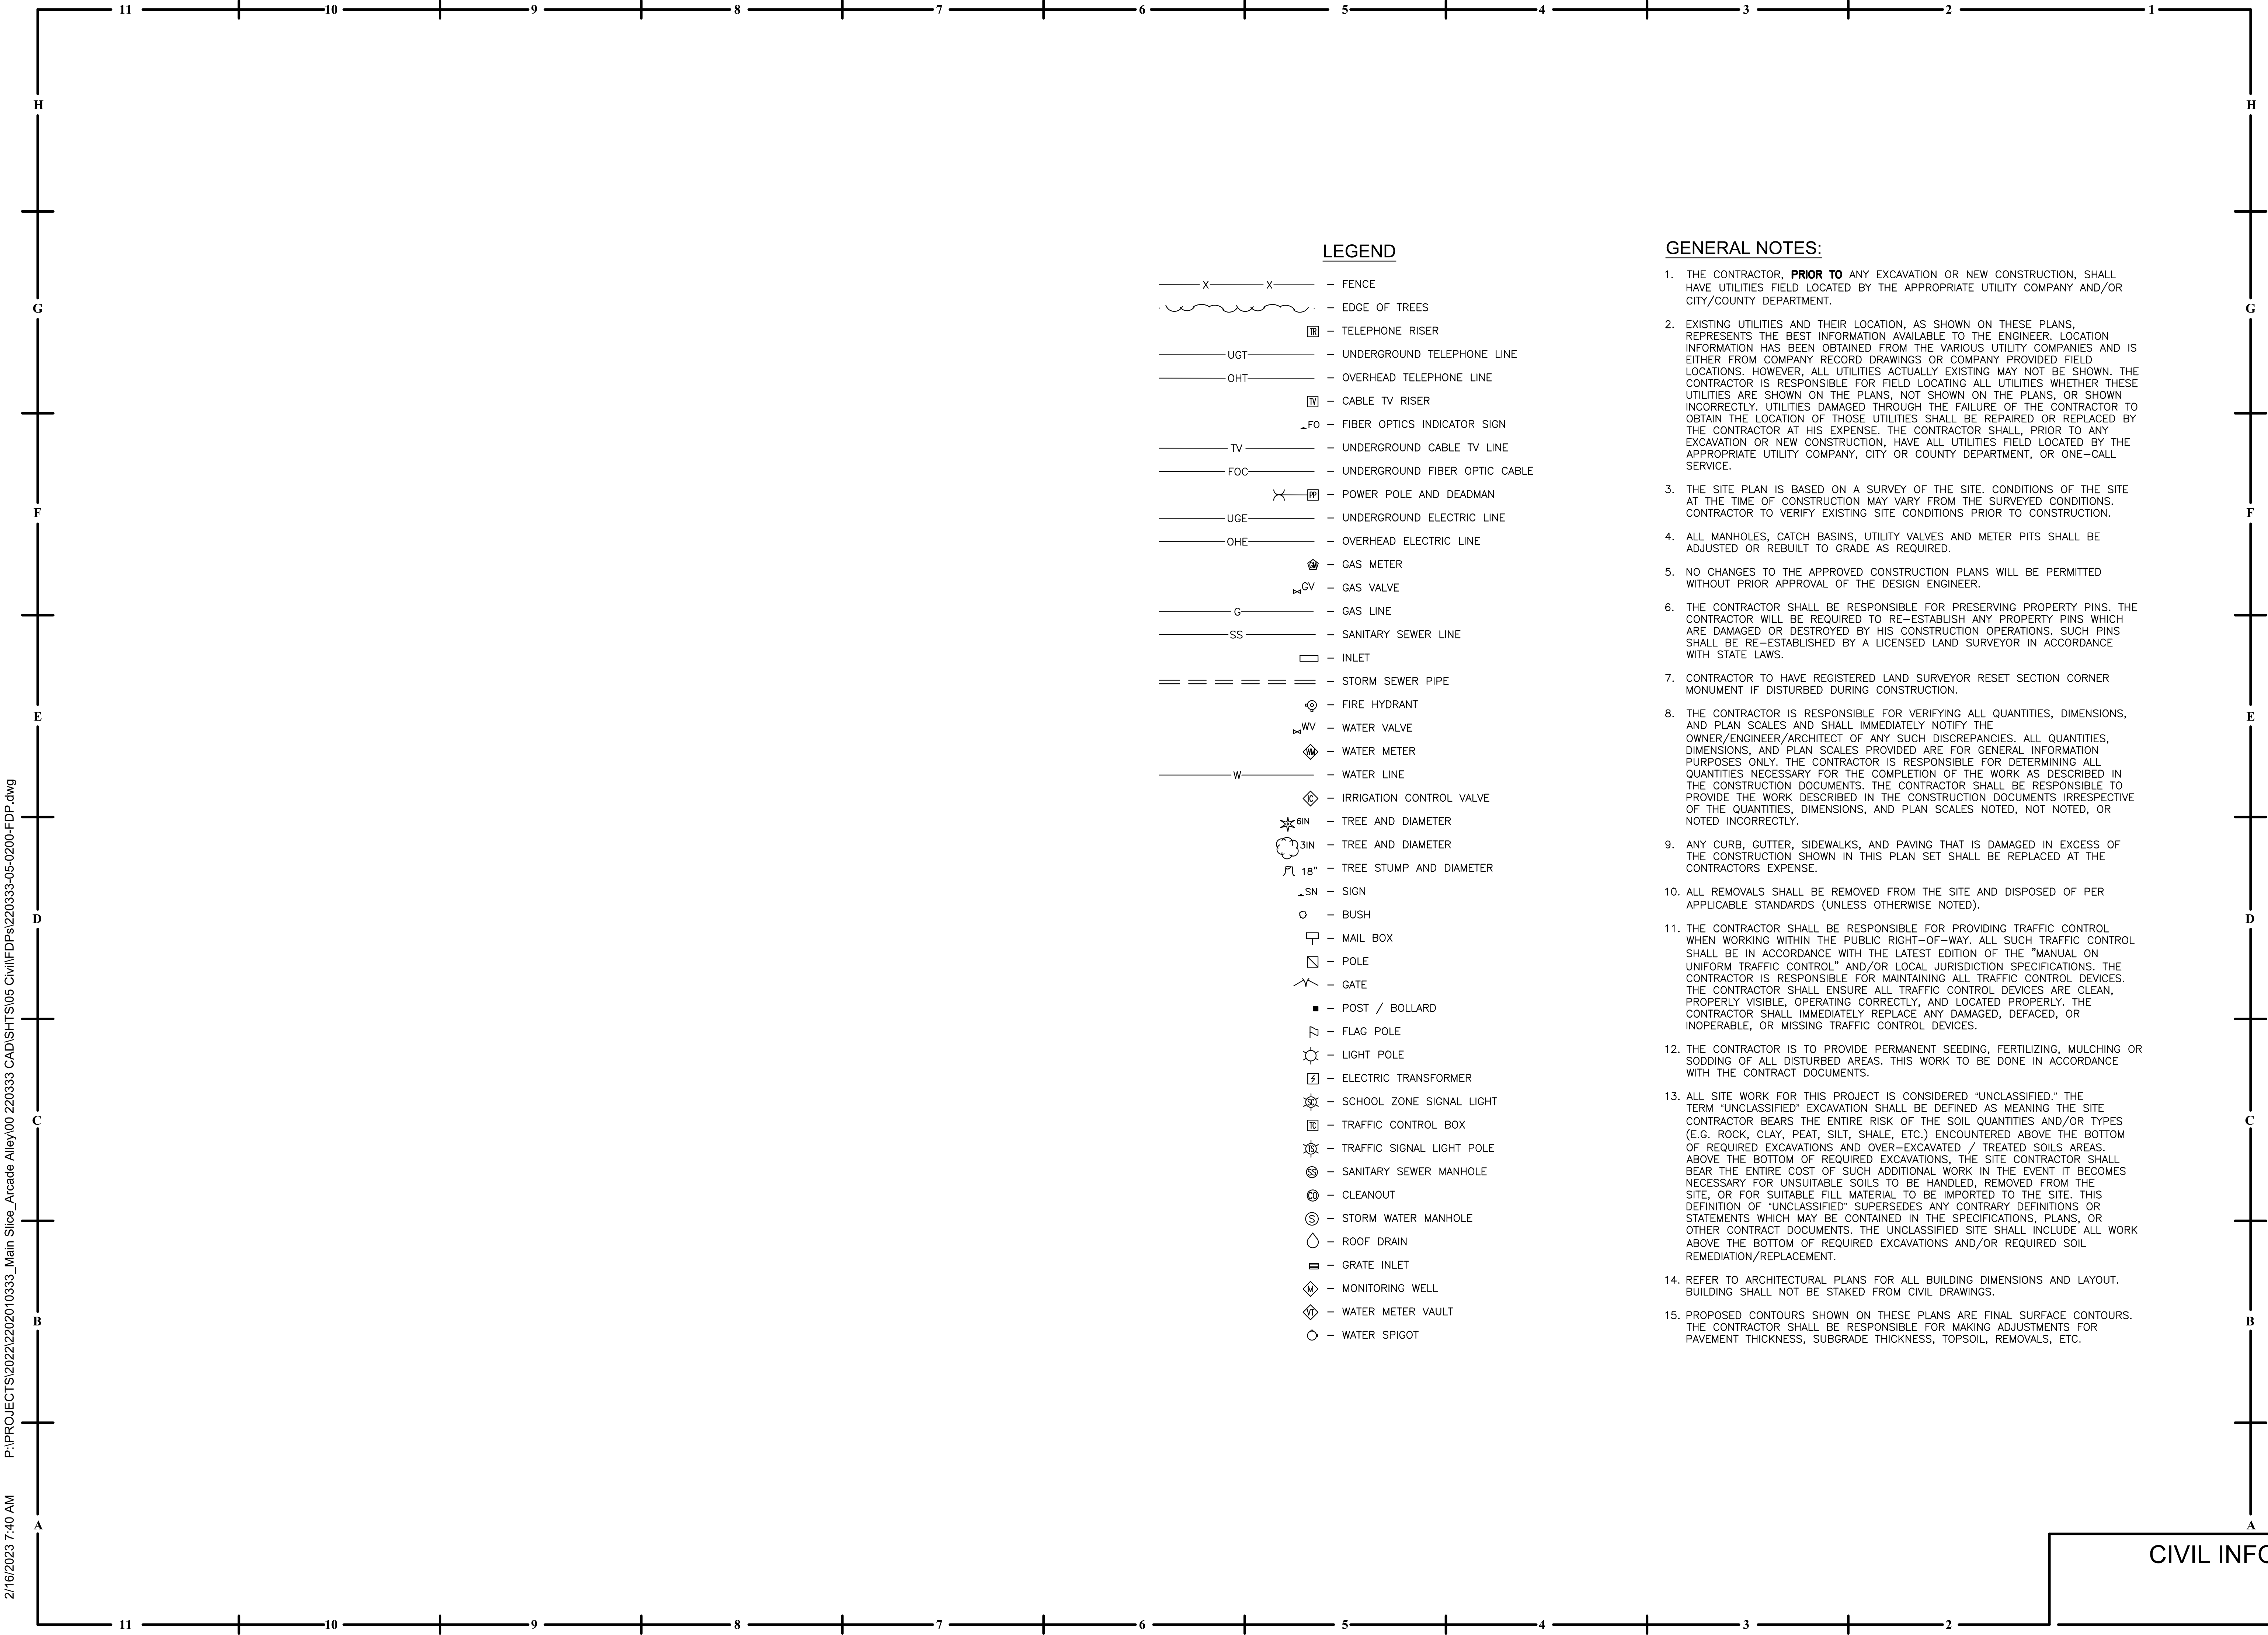 11 10 9 8 7 6 5 4 3 2 1
H H
G G
F F
E E
D D
C C
B B
A A
LEGEND
X X – FENCE
– EDGE OF TREES
TR – TELEPHONE RISER
UGT – UNDERGROUND TELEPHONE LINE
OHT – OVERHEAD TELEPHONE LINE
TV – CABLE TV RISER
FO – FIBER OPTICS INDICATOR SIGN
TV – UNDERGROUND CABLE TV LINE
FOC – UNDERGROUND FIBER OPTIC CABLE
PP – POWER POLE AND DEADMAN
UGE – UNDERGROUND ELECTRIC LINE
OHE – OVERHEAD ELECTRIC LINE
GM – GAS METER
GV – GAS VALVE
G – GAS LINE
SS – SANITARY SEWER LINE
– INLET
– STORM SEWER PIPE
– FIRE HYDRANT
WV – WATER VALVE
WM – WATER METER
W – WATER LINE
IC – IRRIGATION CONTROL VALVE
6IN – TREE AND DIAMETER
3IN – TREE AND DIAMETER
18" – TREE STUMP AND DIAMETER
SN – SIGN
– BUSH
– MAIL BOX
– POLE
– GATE
– POST / BOLLARD
– FLAG POLE
– LIGHT POLE
– ELECTRIC TRANSFORMER
SC – SCHOOL ZONE SIGNAL LIGHT
TC – TRAFFIC CONTROL BOX
TS – TRAFFIC SIGNAL LIGHT POLE
SS – SANITARY SEWER MANHOLE
CO – CLEANOUT
S – STORM WATER MANHOLE
– ROOF DRAIN
– GRATE INLET
M – MONITORING WELL
VT – WATER METER VAULT
– WATER SPIGOT
GENERAL NOTES:
1. THE CONTRACTOR, PRIOR TO ANY EXCAVATION OR NEW CONSTRUCTION, SHALL
HAVE UTILITIES FIELD LOCATED BY THE APPROPRIATE UTILITY COMPANY AND/OR
CITY/COUNTY DEPARTMENT.
2. EXISTING UTILITIES AND THEIR LOCATION, AS SHOWN ON THESE PLANS,
REPRESENTS THE BEST INFORMATION AVAILABLE TO THE ENGINEER. LOCATION
INFORMATION HAS BEEN OBTAINED FROM THE VARIOUS UTILITY COMPANIES AND IS
EITHER FROM COMPANY RECORD DRAWINGS OR COMPANY PROVIDED FIELD
LOCATIONS. HOWEVER, ALL UTILITIES ACTUALLY EXISTING MAY NOT BE SHOWN. THE
CONTRACTOR IS RESPONSIBLE FOR FIELD LOCATING ALL UTILITIES WHETHER THESE
UTILITIES ARE SHOWN ON THE PLANS, NOT SHOWN ON THE PLANS, OR SHOWN
INCORRECTLY. UTILITIES DAMAGED THROUGH THE FAILURE OF THE CONTRACTOR TO
OBTAIN THE LOCATION OF THOSE UTILITIES SHALL BE REPAIRED OR REPLACED BY
THE CONTRACTOR AT HIS EXPENSE. THE CONTRACTOR SHALL, PRIOR TO ANY
EXCAVATION OR NEW CONSTRUCTION, HAVE ALL UTILITIES FIELD LOCATED BY THE
APPROPRIATE UTILITY COMPANY, CITY OR COUNTY DEPARTMENT, OR ONE–CALL
SERVICE.
3. THE SITE PLAN IS BASED ON A SURVEY OF THE SITE. CONDITIONS OF THE SITE
AT THE TIME OF CONSTRUCTION MAY VARY FROM THE SURVEYED CONDITIONS.
CONTRACTOR TO VERIFY EXISTING SITE CONDITIONS PRIOR TO CONSTRUCTION.
4. ALL MANHOLES, CATCH BASINS, UTILITY VALVES AND METER PITS SHALL BE
ADJUSTED OR REBUILT TO GRADE AS REQUIRED.
5. NO CHANGES TO THE APPROVED CONSTRUCTION PLANS WILL BE PERMITTED
WITHOUT PRIOR APPROVAL OF THE DESIGN ENGINEER.
6. THE CONTRACTOR SHALL BE RESPONSIBLE FOR PRESERVING PROPERTY PINS. THE
CONTRACTOR WILL BE REQUIRED TO RE–ESTABLISH ANY PROPERTY PINS WHICH
ARE DAMAGED OR DESTROYED BY HIS CONSTRUCTION OPERATIONS. SUCH PINS
SHALL BE RE–ESTABLISHED BY A LICENSED LAND SURVEYOR IN ACCORDANCE
WITH STATE LAWS.
7. CONTRACTOR TO HAVE REGISTERED LAND SURVEYOR RESET SECTION CORNER
MONUMENT IF DISTURBED DURING CONSTRUCTION.
8. THE CONTRACTOR IS RESPONSIBLE FOR VERIFYING ALL QUANTITIES, DIMENSIONS,
AND PLAN SCALES AND SHALL IMMEDIATELY NOTIFY THE
OWNER/ENGINEER/ARCHITECT OF ANY SUCH DISCREPANCIES. ALL QUANTITIES,
DIMENSIONS, AND PLAN SCALES PROVIDED ARE FOR GENERAL INFORMATION
PURPOSES ONLY. THE CONTRACTOR IS RESPONSIBLE FOR DETERMINING ALL
QUANTITIES NECESSARY FOR THE COMPLETION OF THE WORK AS DESCRIBED IN
THE CONSTRUCTION DOCUMENTS. THE CONTRACTOR SHALL BE RESPONSIBLE TO
PROVIDE THE WORK DESCRIBED IN THE CONSTRUCTION DOCUMENTS IRRESPECTIVE
OF THE QUANTITIES, DIMENSIONS, AND PLAN SCALES NOTED, NOT NOTED, OR
NOTED INCORRECTLY.
9. ANY CURB, GUTTER, SIDEWALKS, AND PAVING THAT IS DAMAGED IN EXCESS OF
THE CONSTRUCTION SHOWN IN THIS PLAN SET SHALL BE REPLACED AT THE
CONTRACTORS EXPENSE.
10. ALL REMOVALS SHALL BE REMOVED FROM THE SITE AND DISPOSED OF PER
APPLICABLE STANDARDS (UNLESS OTHERWISE NOTED).
11. THE CONTRACTOR SHALL BE RESPONSIBLE FOR PROVIDING TRAFFIC CONTROL
WHEN WORKING WITHIN THE PUBLIC RIGHT–OF–WAY. ALL SUCH TRAFFIC CONTROL
SHALL BE IN ACCORDANCE WITH THE LATEST EDITION OF THE "MANUAL ON
UNIFORM TRAFFIC CONTROL" AND/OR LOCAL JURISDICTION SPECIFICATIONS. THE
CONTRACTOR IS RESPONSIBLE FOR MAINTAINING ALL TRAFFIC CONTROL DEVICES.
THE CONTRACTOR SHALL ENSURE ALL TRAFFIC CONTROL DEVICES ARE CLEAN,
PROPERLY VISIBLE, OPERATING CORRECTLY, AND LOCATED PROPERLY. THE
CONTRACTOR SHALL IMMEDIATELY REPLACE ANY DAMAGED, DEFACED, OR
INOPERABLE, OR MISSING TRAFFIC CONTROL DEVICES.
12. THE CONTRACTOR IS TO PROVIDE PERMANENT SEEDING, FERTILIZING, MULCHING OR
SODDING OF ALL DISTURBED AREAS. THIS WORK TO BE DONE IN ACCORDANCE
WITH THE CONTRACT DOCUMENTS.
13. ALL SITE WORK FOR THIS PROJECT IS CONSIDERED "UNCLASSIFIED." THE
TERM "UNCLASSIFIED" EXCAVATION SHALL BE DEFINED AS MEANING THE SITE
CONTRACTOR BEARS THE ENTIRE RISK OF THE SOIL QUANTITIES AND/OR TYPES
(E.G. ROCK, CLAY, PEAT, SILT, SHALE, ETC.) ENCOUNTERED ABOVE THE BOTTOM
OF REQUIRED EXCAVATIONS AND OVER–EXCAVATED / TREATED SOILS AREAS.
ABOVE THE BOTTOM OF REQUIRED EXCAVATIONS, THE SITE CONTRACTOR SHALL
BEAR THE ENTIRE COST OF SUCH ADDITIONAL WORK IN THE EVENT IT BECOMES
NECESSARY FOR UNSUITABLE SOILS TO BE HANDLED, REMOVED FROM THE
SITE, OR FOR SUITABLE FILL MATERIAL TO BE IMPORTED TO THE SITE. THIS
DEFINITION OF "UNCLASSIFIED" SUPERSEDES ANY CONTRARY DEFINITIONS OR
STATEMENTS WHICH MAY BE CONTAINED IN THE SPECIFICATIONS, PLANS, OR
OTHER CONTRACT DOCUMENTS. THE UNCLASSIFIED SITE SHALL INCLUDE ALL WORK
ABOVE THE BOTTOM OF REQUIRED EXCAVATIONS AND/OR REQUIRED SOIL
REMEDIATION/REPLACEMENT.
14. REFER TO ARCHITECTURAL PLANS FOR ALL BUILDING DIMENSIONS AND LAYOUT.
BUILDING SHALL NOT BE STAKED FROM CIVIL DRAWINGS.
15. PROPOSED CONTOURS SHOWN ON THESE PLANS ARE FINAL SURFACE CONTOURS.
THE CONTRACTOR SHALL BE RESPONSIBLE FOR MAKING ADJUSTMENTS FOR
PAVEMENT THICKNESS, SUBGRADE THICKNESS, TOPSOIL, REMOVALS, ETC.
2/16/2023 7:40 AM P:\PROJECTS\2022\2202010333_Main Slice_Arcade Alley\00 220333 CAD\SHTS\05 Civil\FDPs\220333-05-0200-FDP.dwg
CIVIL INFO
11 10 9 8 7 6 5 4 3 2